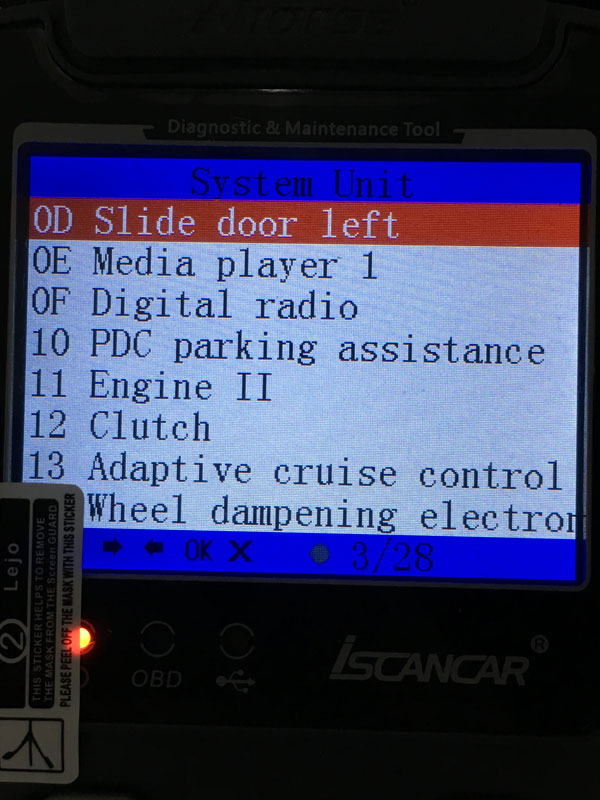 Diagnostic & Maintenance Tool
System Unit
0D Slide door left
0E Media player 1
0F Digital radio
10 PDC parking assistance
11 Engine II
12 Clutch
13 Adaptive cruise control
Wheel dampening electron
OK
3/28
OBD
iSCANCAR®
② Lejo
THIS STICKER HELPS TO REMOVE
THE MASK FROM THE Screen GUARD
PLEASE PEEL OFF THE MASK WITH THIS STICKER